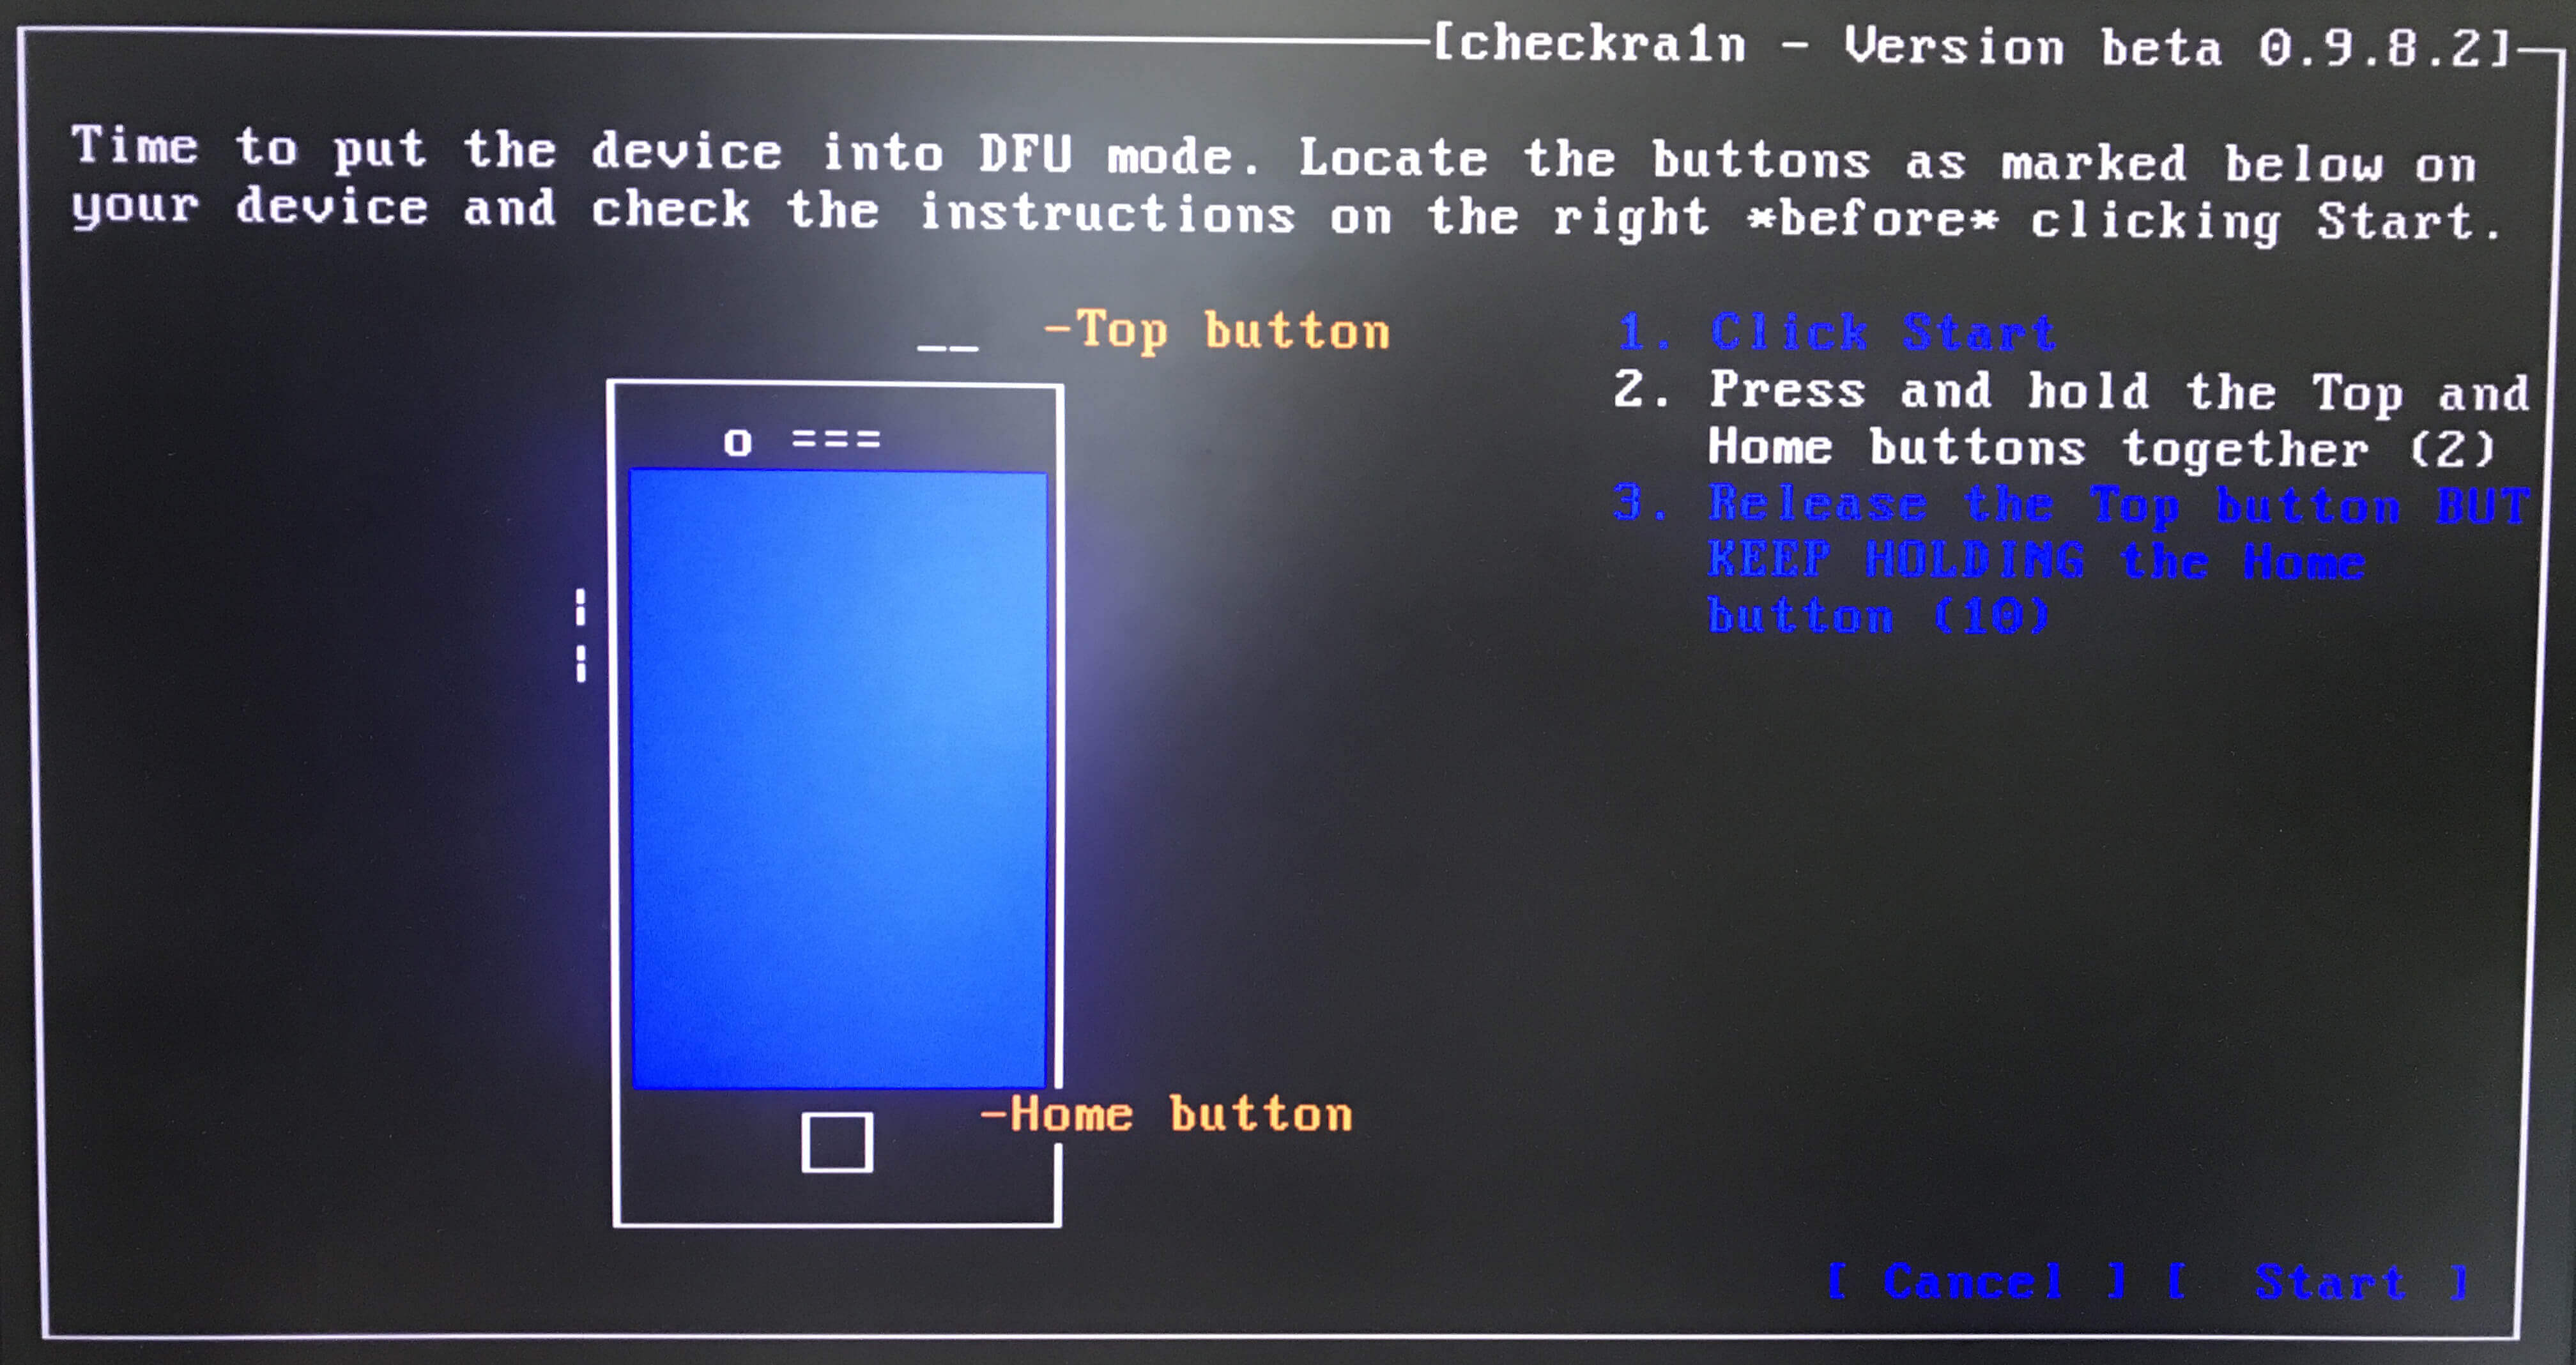 [checkra1n - Version beta 0.9.8.2]
Time to put the device into DFU mode. Locate the buttons as marked below on
your device and check the instructions on the right *before* clicking Start.
-Top button
o ===
-Home button
1. Click Start
2. Press and hold the Top and
Home buttons together (2)
3. Release the Top button BUT
KEEP HOLDING the Home
button (10)
[ Cancel ] [ Start ]